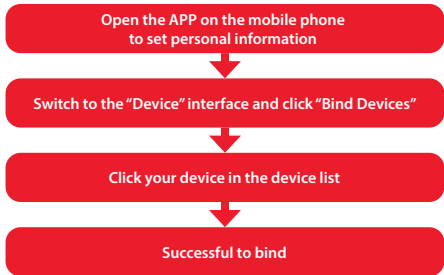 Open the APP on the mobile phone
to set personal information
Switch to the “Device” interface and click “Bind Devices”
Click your device in the device list
Successful to bind